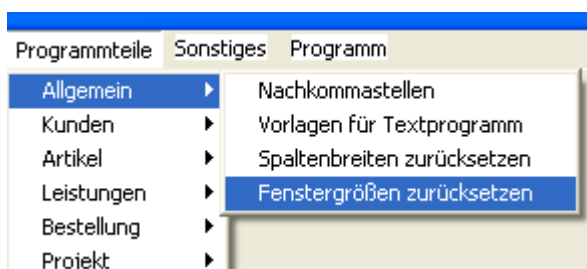 Programmteile Sonstiges Programm
Allgemein
Kunden
Artikel
Leistungen
Bestellung
Projekt
Nachkommastellen
Vorlagen für Textprogramm
Spaltenbreiten zurücksetzen
Fenstergrößen zurücksetzen